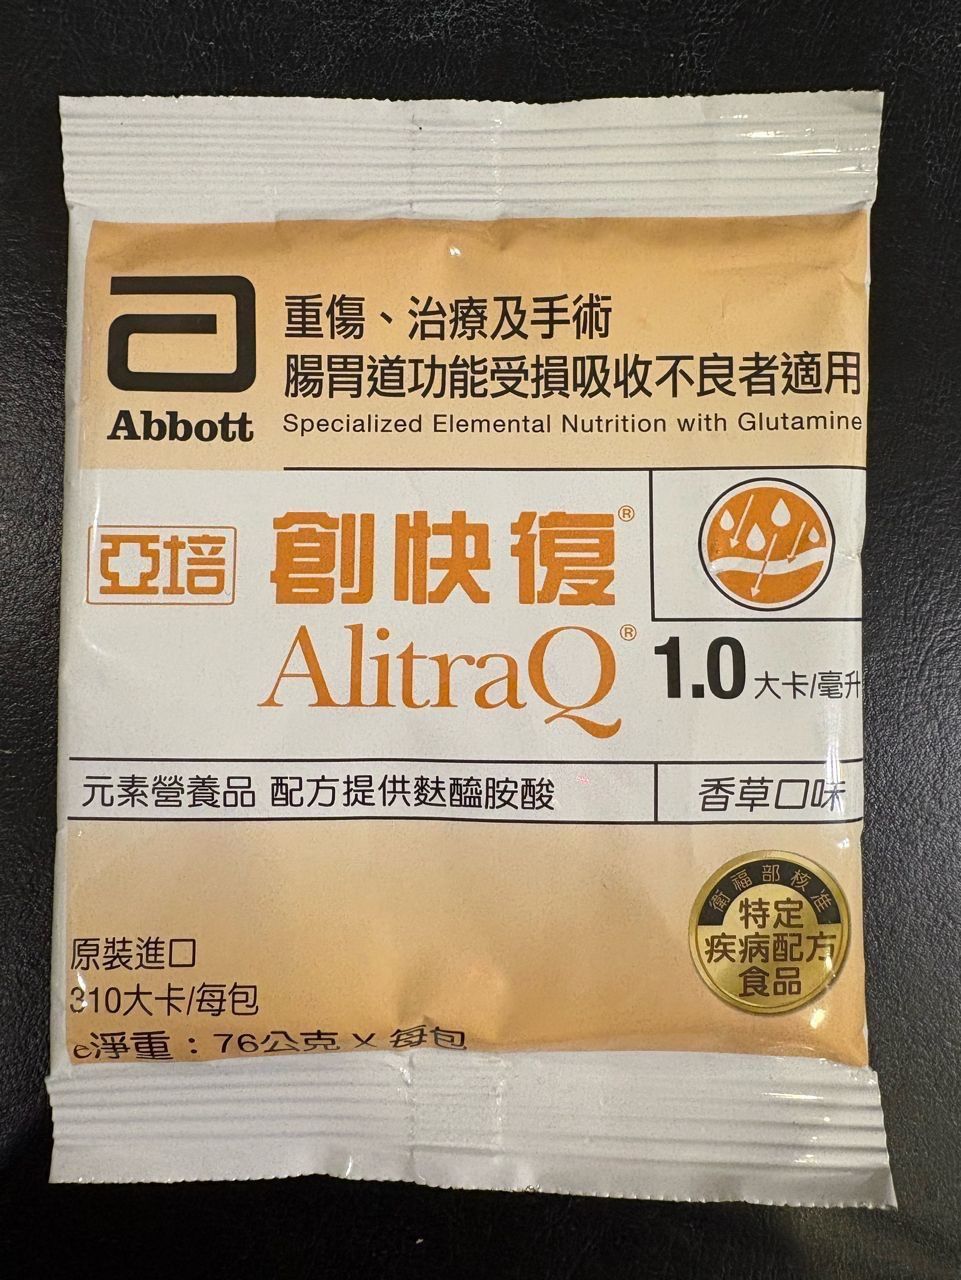 重傷、治療及手術
腸胃道功能受損吸收不良者適用
Abbott
Specialized Elemental Nutrition with Glutamine
亞培 創快復®
AlitraQ®
1.0 大卡/毫升
元素營養品 配方提供麩醯胺酸
香草口味
衛福部核准
特定
疾病配方
食品
原裝進口
310大卡/每包
e淨重：76公克 X 每包